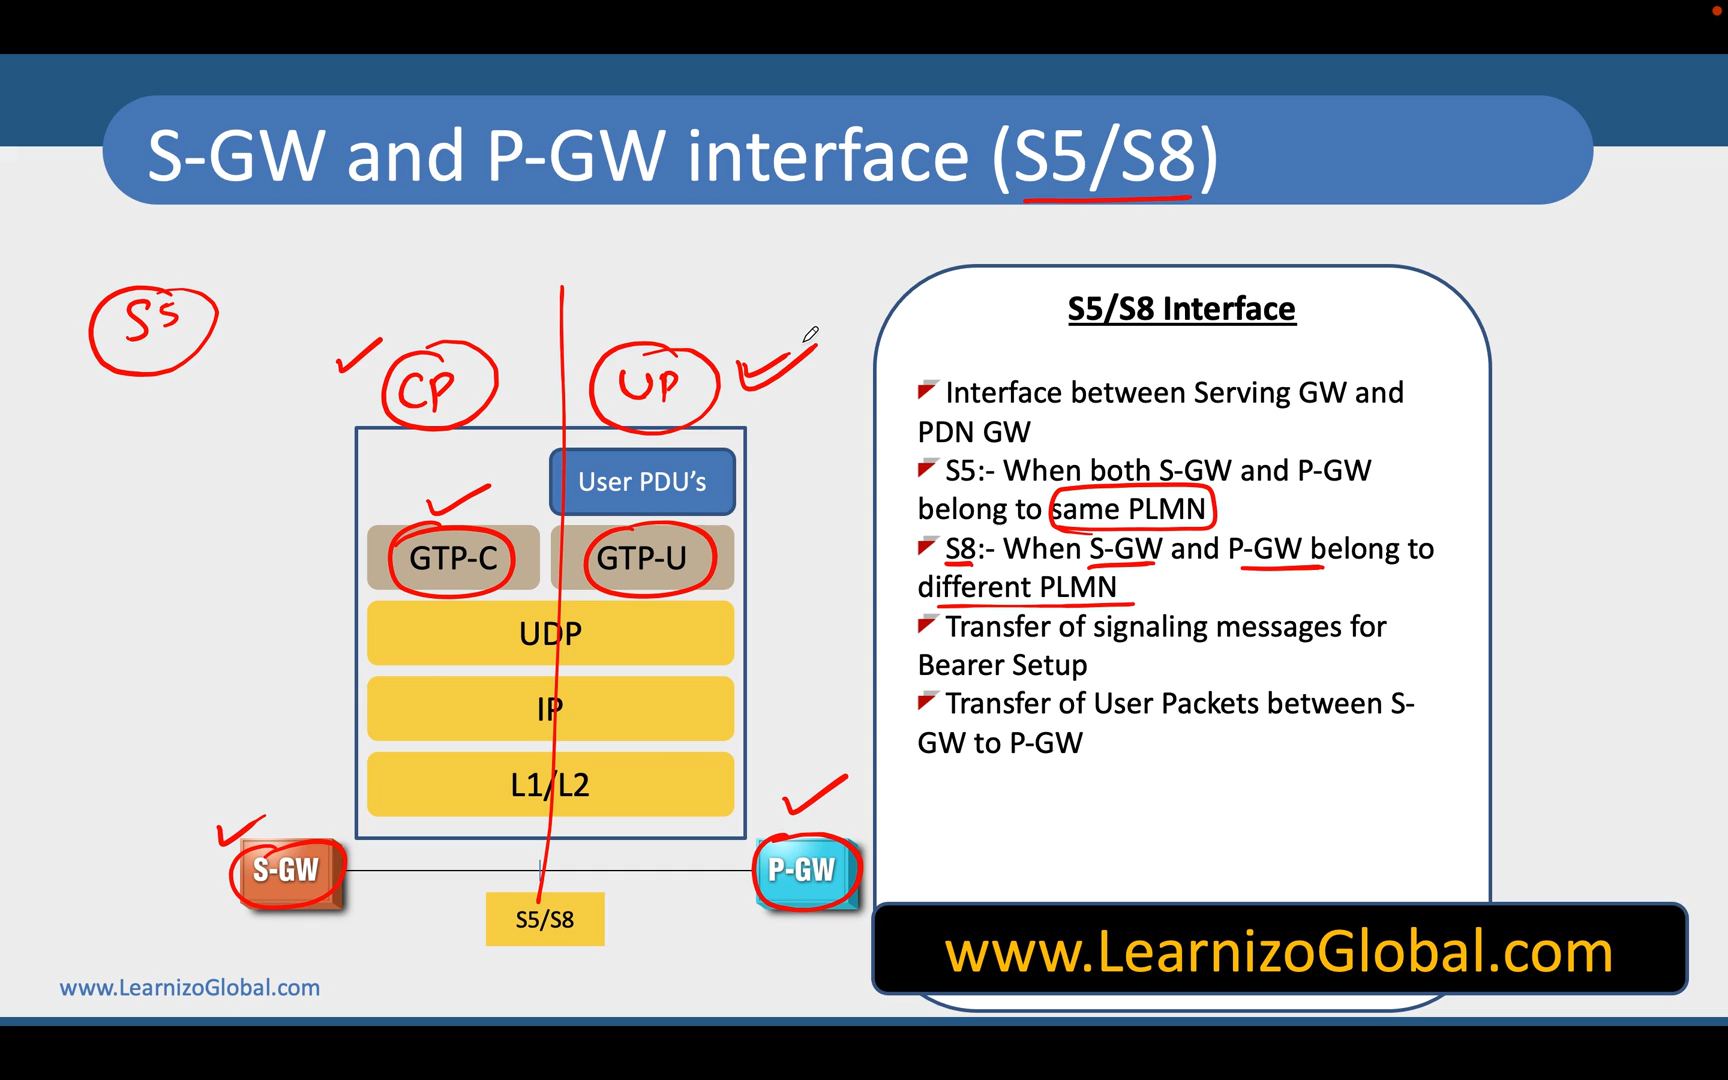 S-GW and P-GW interface (S5/S8)
S5
CP
UP
User PDU's
GTP-C
GTP-U
UDP
IP
L1/L2
S-GW
P-GW
S5/S8
S5/S8 Interface
Interface between Serving GW and
PDN GW
S5:- When both S-GW and P-GW
belong to same PLMN
S8:- When S-GW and P-GW belong to
different PLMN
Transfer of signaling messages for
Bearer Setup
Transfer of User Packets between S-
GW to P-GW
www.LearnizoGlobal.com
www.LearnizoGlobal.com